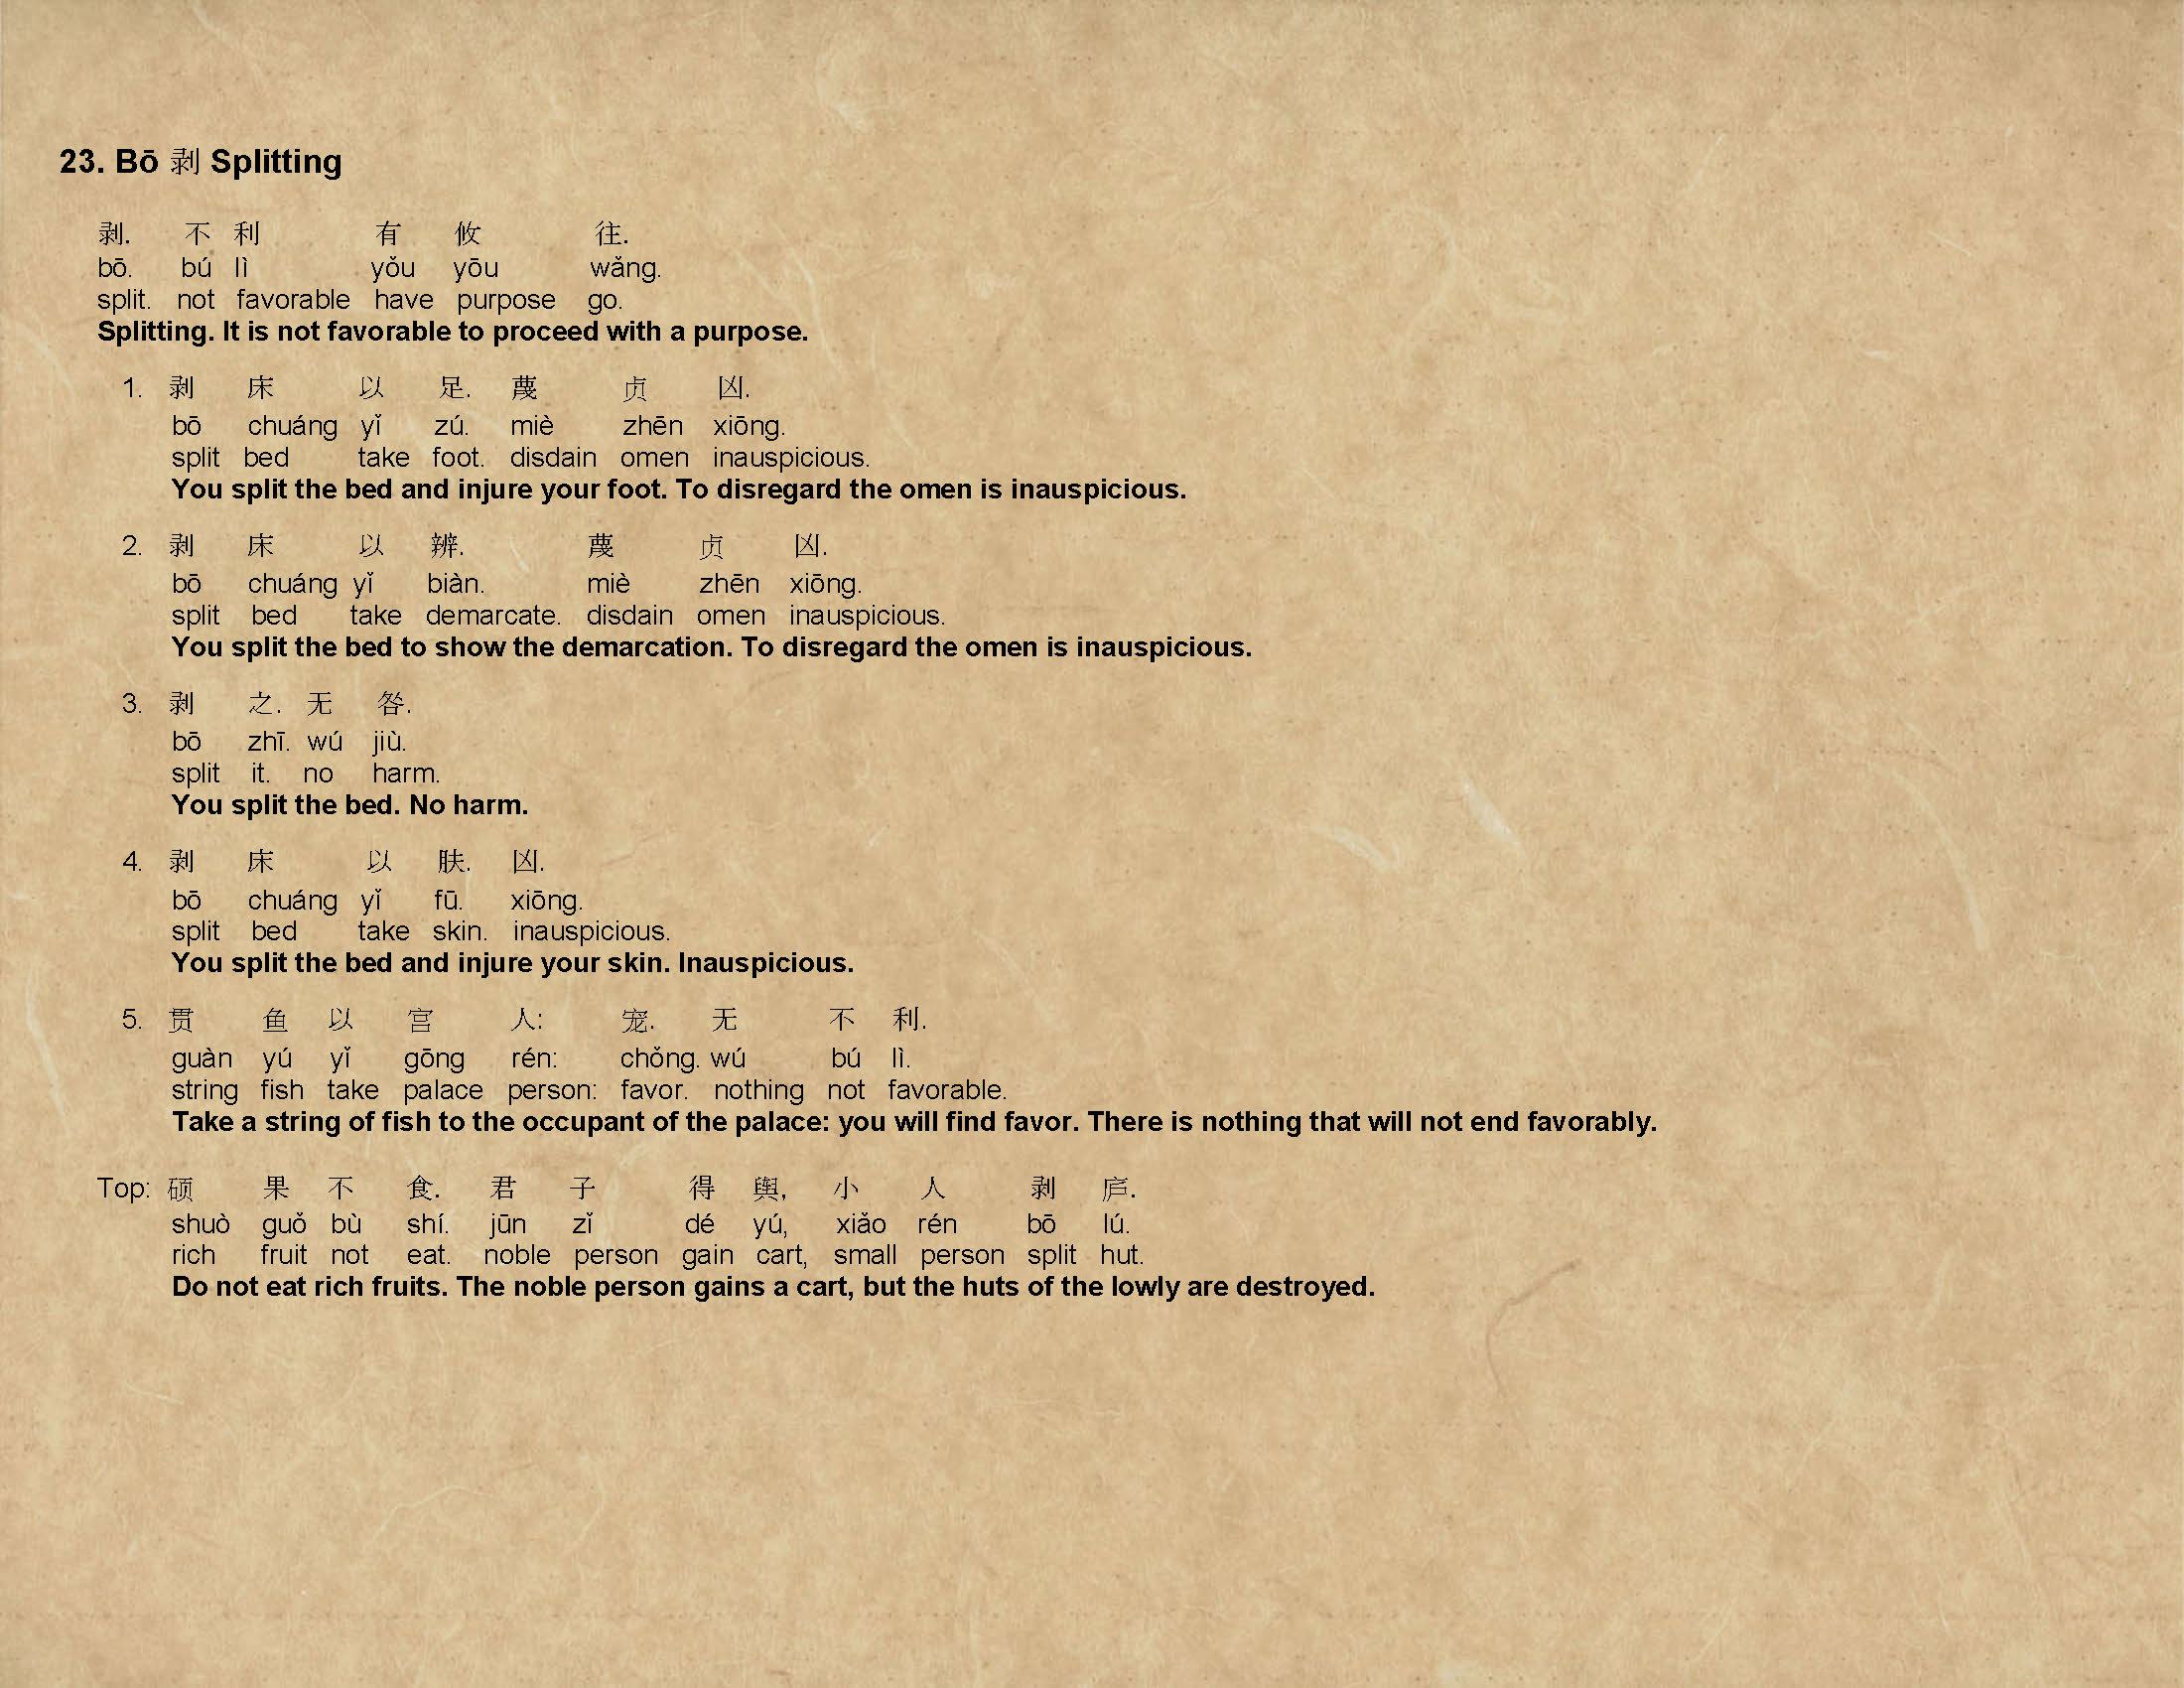 23. Bō 剥 Splitting
剥. 不 利 有 攸 往.
bō. bú lì yǒu yōu wǎng.
split. not favorable have purpose go.
Splitting. It is not favorable to proceed with a purpose.
1. 剥 床 以 足. 蔑 贞 凶.
bō chuáng yǐ zú. miè zhēn xiōng.
split bed take foot. disdain omen inauspicious.
You split the bed and injure your foot. To disregard the omen is inauspicious.
2. 剥 床 以 辨. 蔑 贞 凶.
bō chuáng yǐ biàn. miè zhēn xiōng.
split bed take demarcate. disdain omen inauspicious.
You split the bed to show the demarcation. To disregard the omen is inauspicious.
3. 剥 之. 无 咎.
bō zhī. wú jiù.
split it. no harm.
You split the bed. No harm.
4. 剥 床 以 肤. 凶.
bō chuáng yǐ fū. xiōng.
split bed take skin. inauspicious.
You split the bed and injure your skin. Inauspicious.
5. 贯 鱼 以 宫 人: 宠. 无 不 利.
guàn yú yǐ gōng rén: chǒng. wú bú lì.
string fish take palace person: favor. nothing not favorable.
Take a string of fish to the occupant of the palace: you will find favor. There is nothing that will not end favorably.
Top: 硕 果 不 食. 君 子 得 舆, 小 人 剥 庐.
shuò guǒ bù shí. jūn zǐ dé yú, xiǎo rén bō lú.
rich fruit not eat. noble person gain cart, small person split hut.
Do not eat rich fruits. The noble person gains a cart, but the huts of the lowly are destroyed.